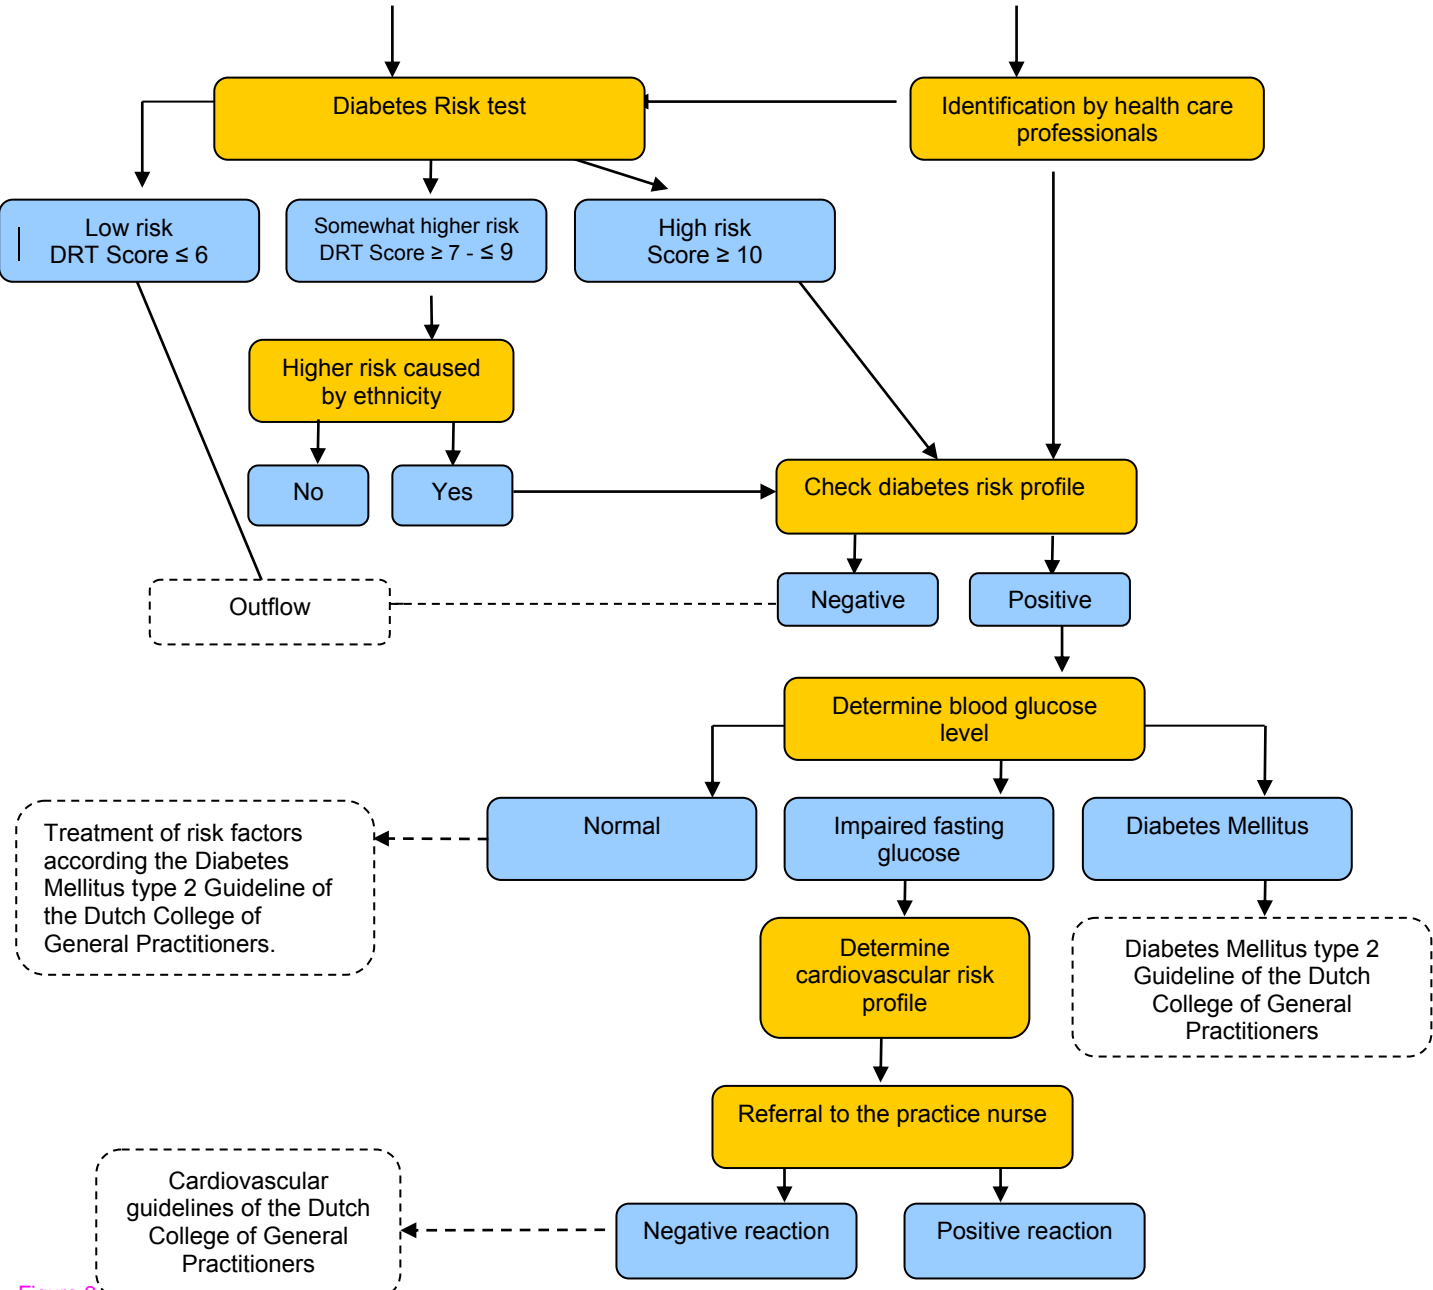 Diabetes Risk test
Identification by health care
professionals
Low risk
DRT Score ≤ 6
Somewhat higher risk
DRT Score ≥ 7 - ≤ 9
High risk
Score ≥ 10
Higher risk caused
by ethnicity
No
Yes
Check diabetes risk profile
Outflow
Negative
Positive
Determine blood glucose
level
Treatment of risk factors
according the Diabetes
Mellitus type 2 Guideline of
the Dutch College of
General Practitioners.
Normal
Impaired fasting
glucose
Diabetes Mellitus
Determine
cardiovascular risk
profile
Diabetes Mellitus type 2
Guideline of the Dutch
College of General
Practitioners
Referral to the practice nurse
Cardiovascular
guidelines of the Dutch
College of General
Practitioners
Negative reaction
Positive reaction